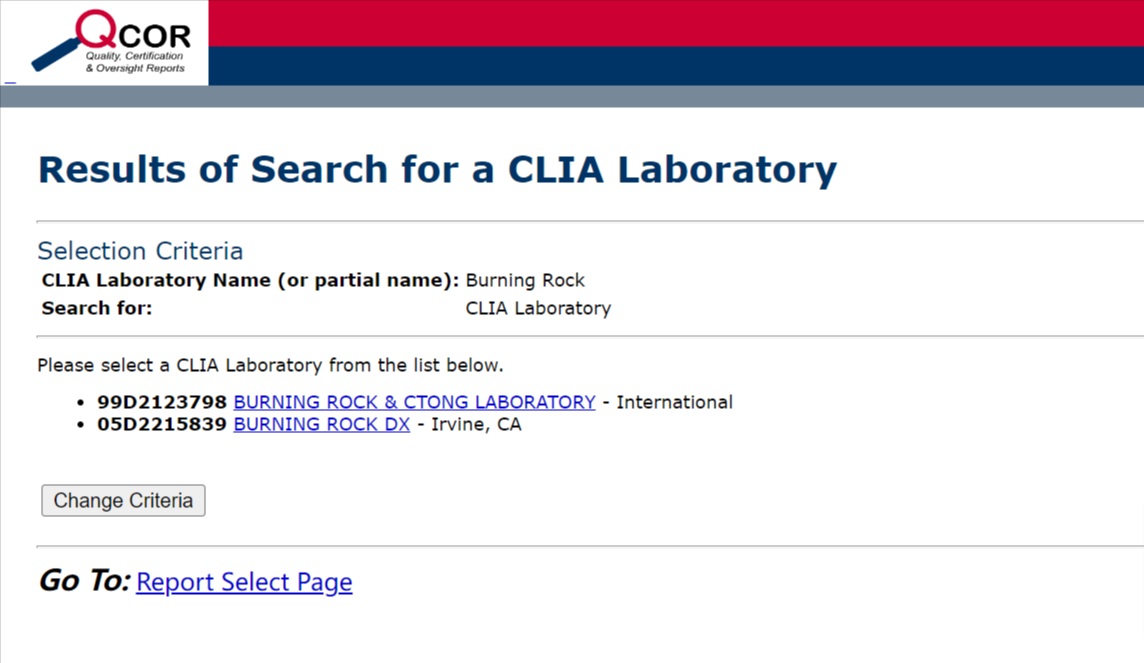 QCOR
Quality, Certification
& Oversight Reports
Results of Search for a CLIA Laboratory
Selection Criteria
CLIA Laboratory Name (or partial name): Burning Rock
Search for: CLIA Laboratory
Please select a CLIA Laboratory from the list below.
• 99D2123798 BURNING ROCK & CTONG LABORATORY - International
• 05D2215839 BURNING ROCK DX - Irvine, CA
Change Criteria
Go To: Report Select Page